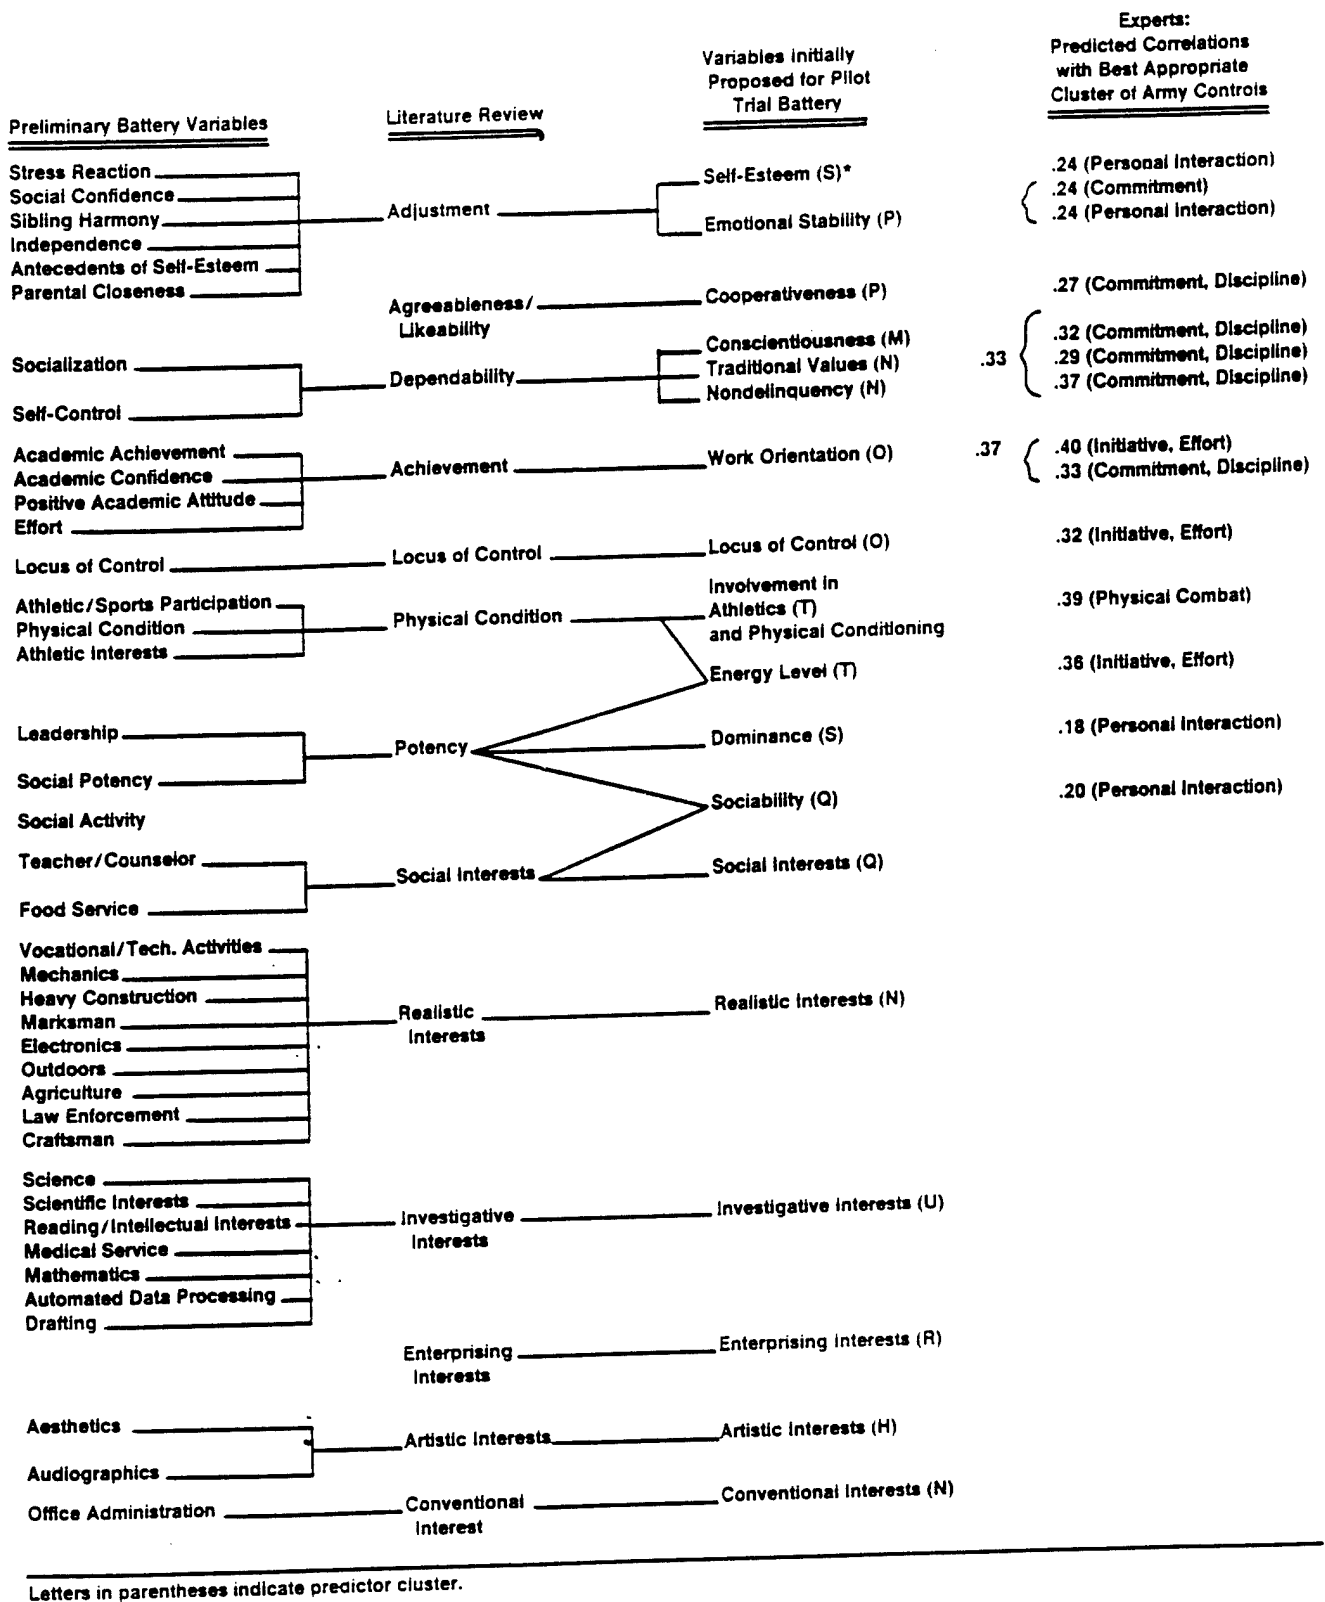 Experts:
Predicted Correlations
with Best Appropriate
Cluster of Army Controls
Variables Initially
Proposed for Pilot
Trial Battery
Literature Review
Preliminary Battery Variables
Stress Reaction
Social Confidence
Sibling Harmony
Independence
Antecedents of Self-Esteem
Parental Closeness
Adjustment
Self-Esteem (S)*
Emotional Stability (P)
.24 (Personal Interaction)
.24 (Commitment)
.24 (Personal Interaction)
Agreeableness/
Likeability
Cooperativeness (P)
.27 (Commitment, Discipline)
Socialization
Self-Control
Dependability
Conscientiousness (M)
Traditional Values (N)
Nondelinquency (N)
.33
.32 (Commitment, Discipline)
.29 (Commitment, Discipline)
.37 (Commitment, Discipline)
Academic Achievement
Academic Confidence
Positive Academic Attitude
Effort
Achievement
Work Orientation (O)
.37
.40 (Initiative, Effort)
.33 (Commitment, Discipline)
Locus of Control
Locus of Control
Locus of Control (O)
.32 (Initiative, Effort)
Athletic/Sports Participation
Physical Condition
Athletic Interests
Physical Condition
Involvement in
Athletics (T)
and Physical Conditioning
.39 (Physical Combat)
Energy Level (T)
.36 (Initiative, Effort)
Leadership
Social Potency
Potency
Dominance (S)
.18 (Personal Interaction)
Social Activity
Sociability (Q)
.20 (Personal Interaction)
Teacher/Counselor
Food Service
Social Interests
Social Interests (Q)
Vocational/Tech. Activities
Mechanics
Heavy Construction
Marksman
Electronics
Outdoors
Agriculture
Law Enforcement
Craftsman
Realistic
Interests
Realistic Interests (N)
Science
Scientific Interests
Reading/Intellectual Interests
Medical Service
Mathematics
Automated Data Processing
Drafting
Investigative
Interests
Investigative Interests (U)
Enterprising
Interests
Enterprising Interests (R)
Aesthetics
Audiographics
Artistic Interests
Artistic Interests (H)
Office Administration
Conventional
Interest
Conventional Interests (N)
Letters in parentheses indicate predictor cluster.